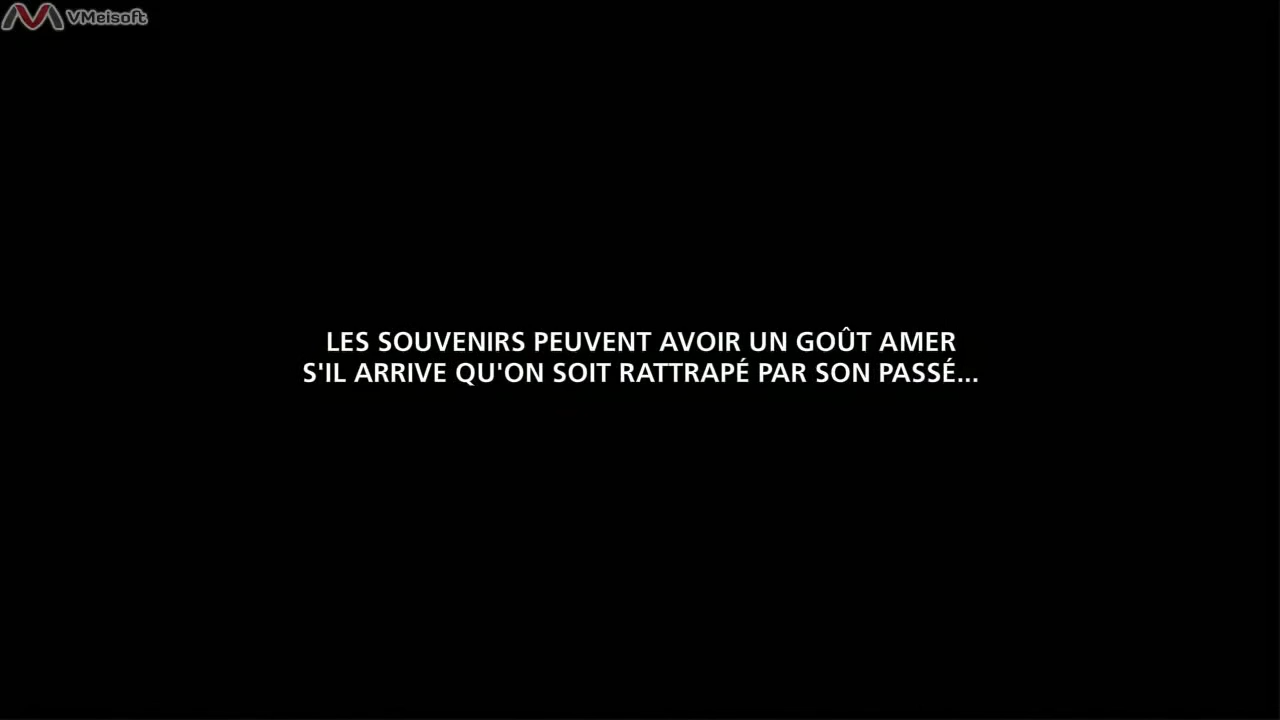 VMeisoft
LES SOUVENIRS PEUVENT AVOIR UN GOÛT AMER
S'IL ARRIVE QU'ON SOIT RATTRAPÉ PAR SON PASSÉ...